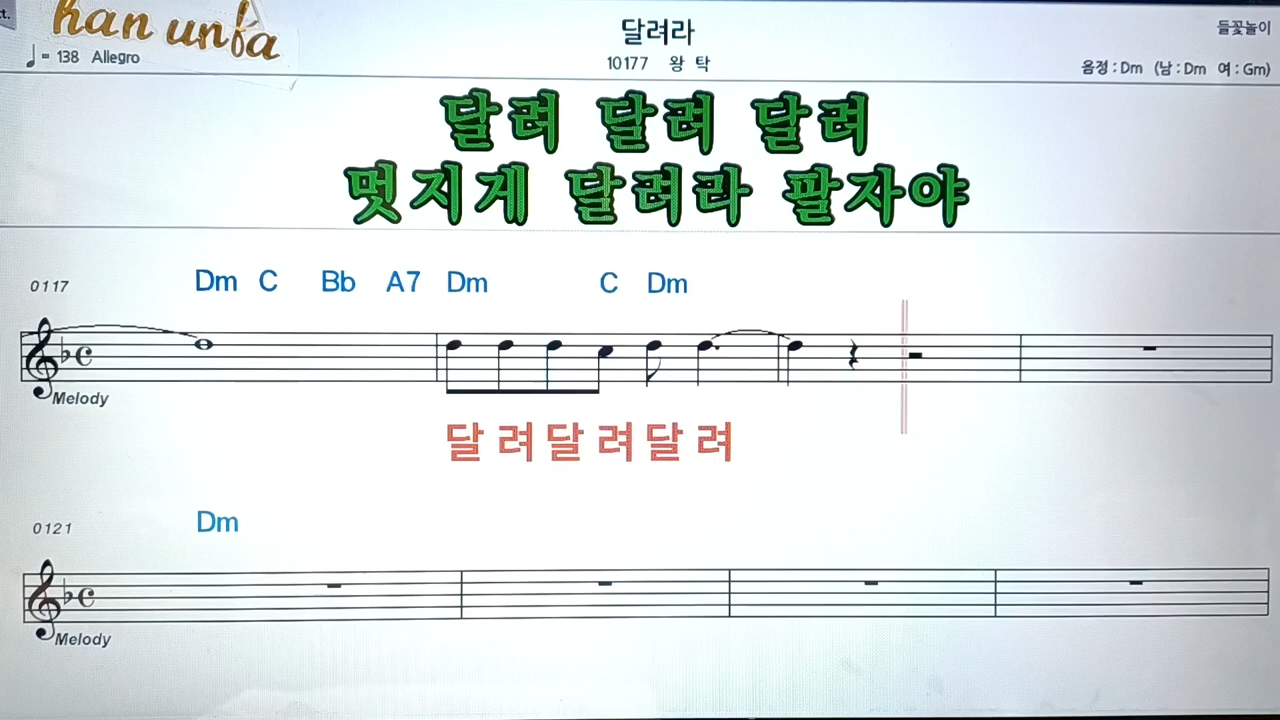 ct.
han unfa
♩= 138 Allegro
달려라
10177 왕 탁
들꽃놀이
음정 : Dm (남 : Dm 여 : Gm)
달려 달려 달려
멋지게 달려라 팔자야
0117
Dm C Bb A7 Dm C Dm
Melody
달 려 달 려 달 려
0121
Dm
Melody